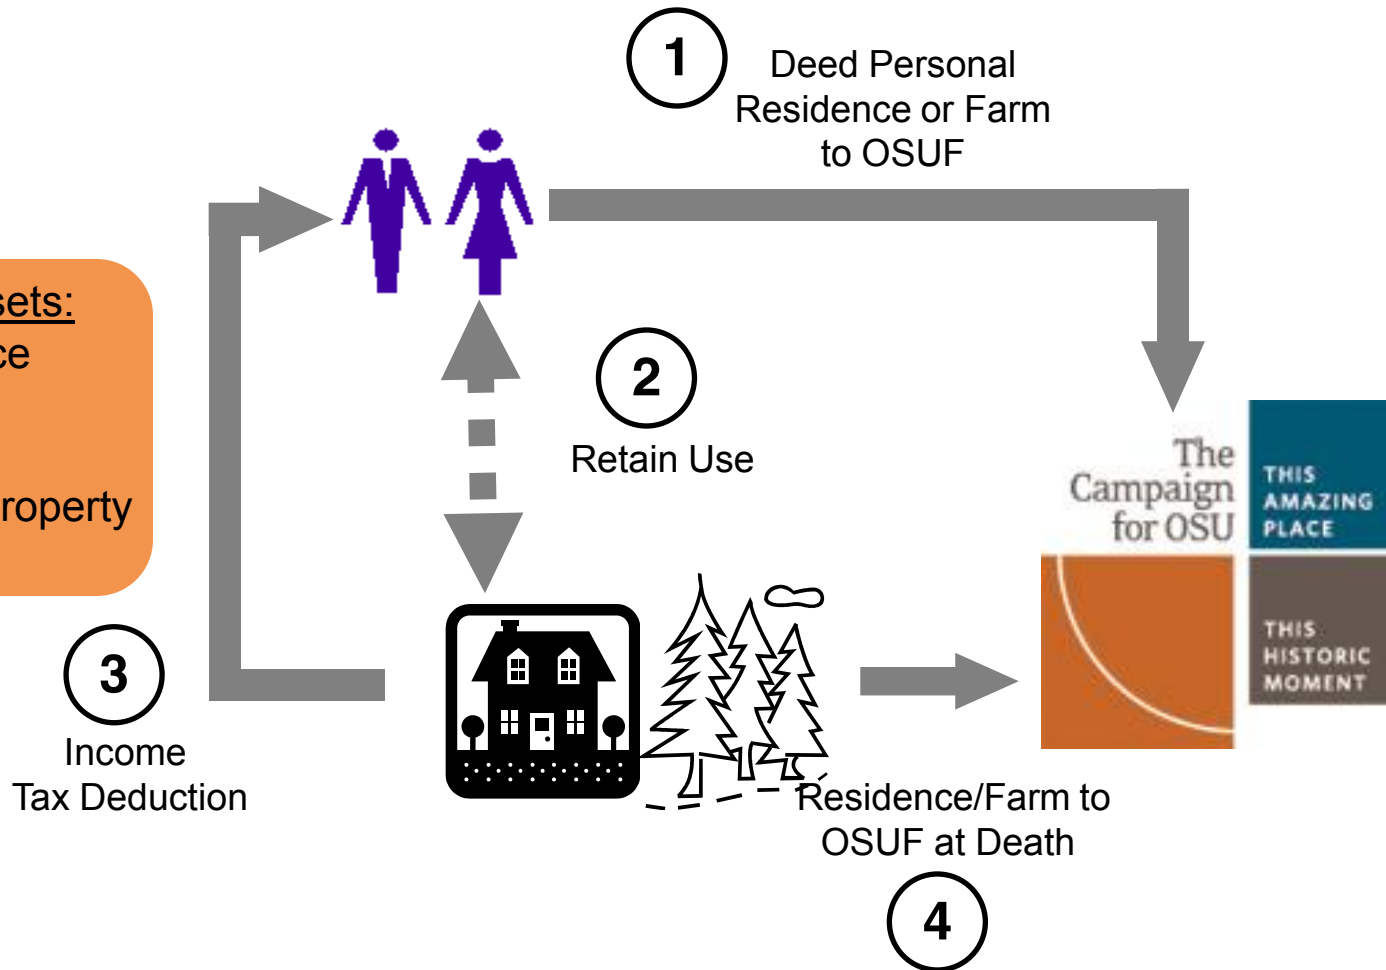 1
Deed Personal
Residence or Farm
to OSUF
sets:
ce
roperty
2
Retain Use
The
Campaign
for OSU
THIS
AMAZING
PLACE
THIS
HISTORIC
MOMENT
3
Income
Tax Deduction
Residence/Farm to
OSUF at Death
4